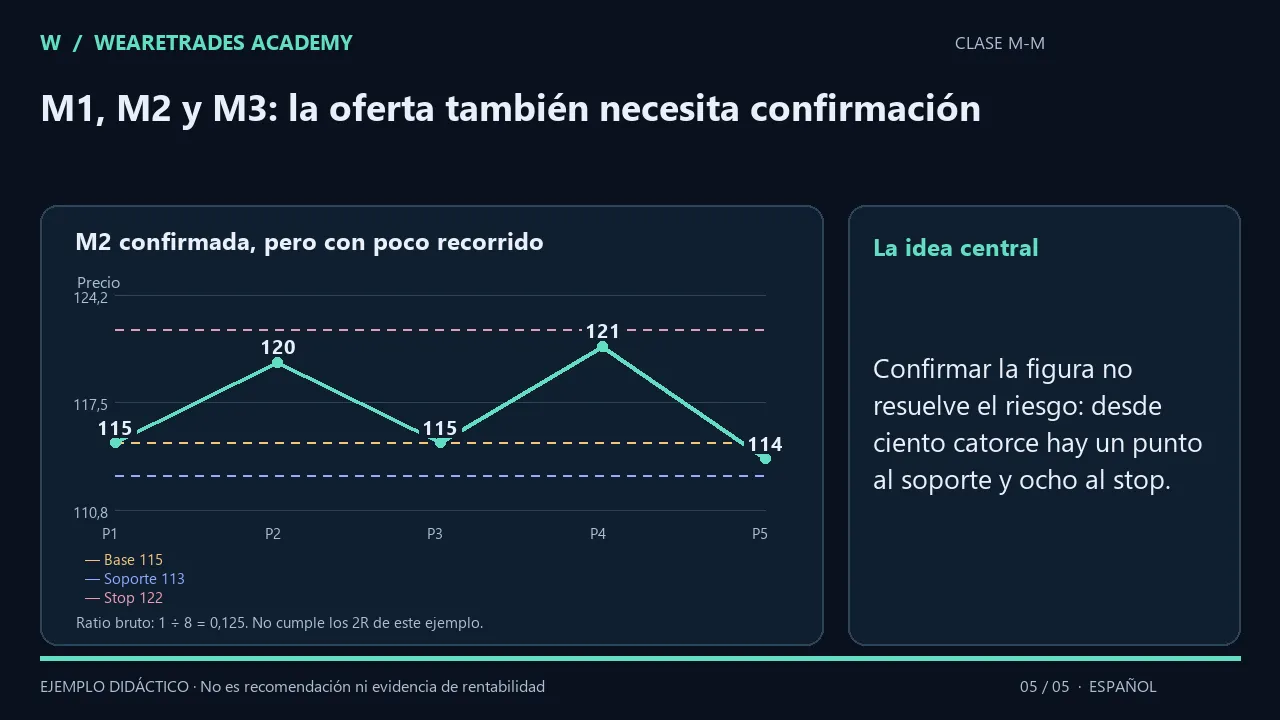 W / WEARETRADES ACADEMY
CLASE M-M
M1, M2 y M3: la oferta también necesita confirmación
M2 confirmada, pero con poco recorrido
Precio
124,2
117,5
110,8
115
120
115
121
114
P1
P2
P3
P4
P5
— Base 115
— Soporte 113
— Stop 122
Ratio bruto: 1 ÷ 8 = 0,125. No cumple los 2R de este ejemplo.
La idea central
Confirmar la figura no
resuelve el riesgo: desde
ciento catorce hay un punto
al soporte y ocho al stop.
EJEMPLO DIDÁCTICO · No es recomendación ni evidencia de rentabilidad
05 / 05 · ESPAÑOL